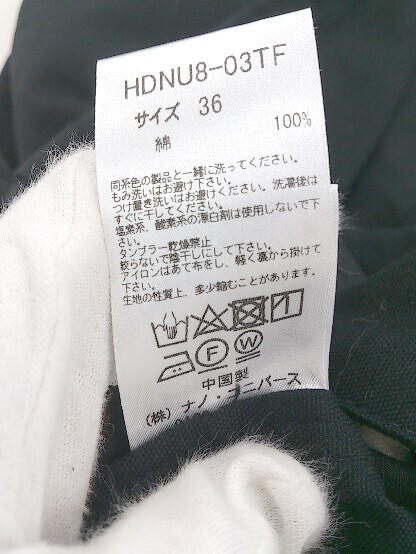 HDNU8-03TF
サイズ 36
綿 100%
同系色の製品と一緒に洗ってください。
もみ洗いはお避け下さい。
つけ置き洗いはお避けください。洗濯後は
すぐに干してください。
塩素系、酸素系の漂白剤は使用しないで下
さい。
タンブラー乾燥禁止
絞らないで陰干しにして下さい。
アイロンはあて布をし、軽く裏から掛けて
下さい。
生地の性質上、多少縮むことがあります。
F W
中国製
(株) ナノ・ユニバース